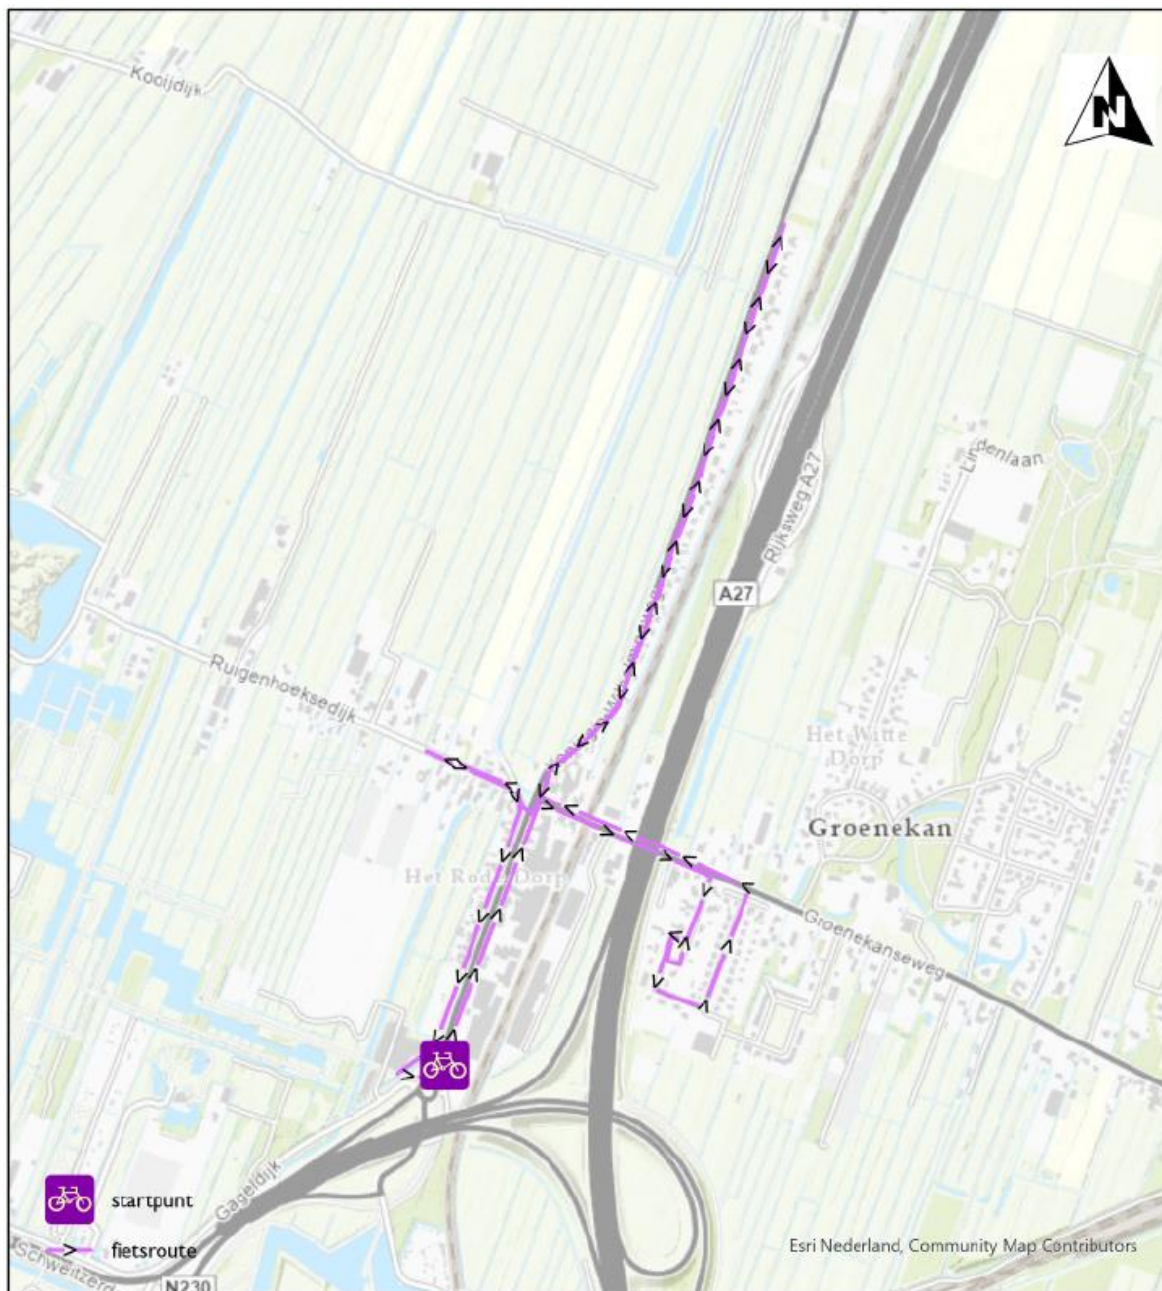 Kooijdijk
N
Lindenlaan
Rijksweg A27
A27
Ruigenhoeksedijk
Het Witte
Dorp
Groenekan
Het Rode Dorp
Groenekanseweg
Gageldijk
startpunt
fietsroute
Esri Nederland, Community Map Contributors
N230